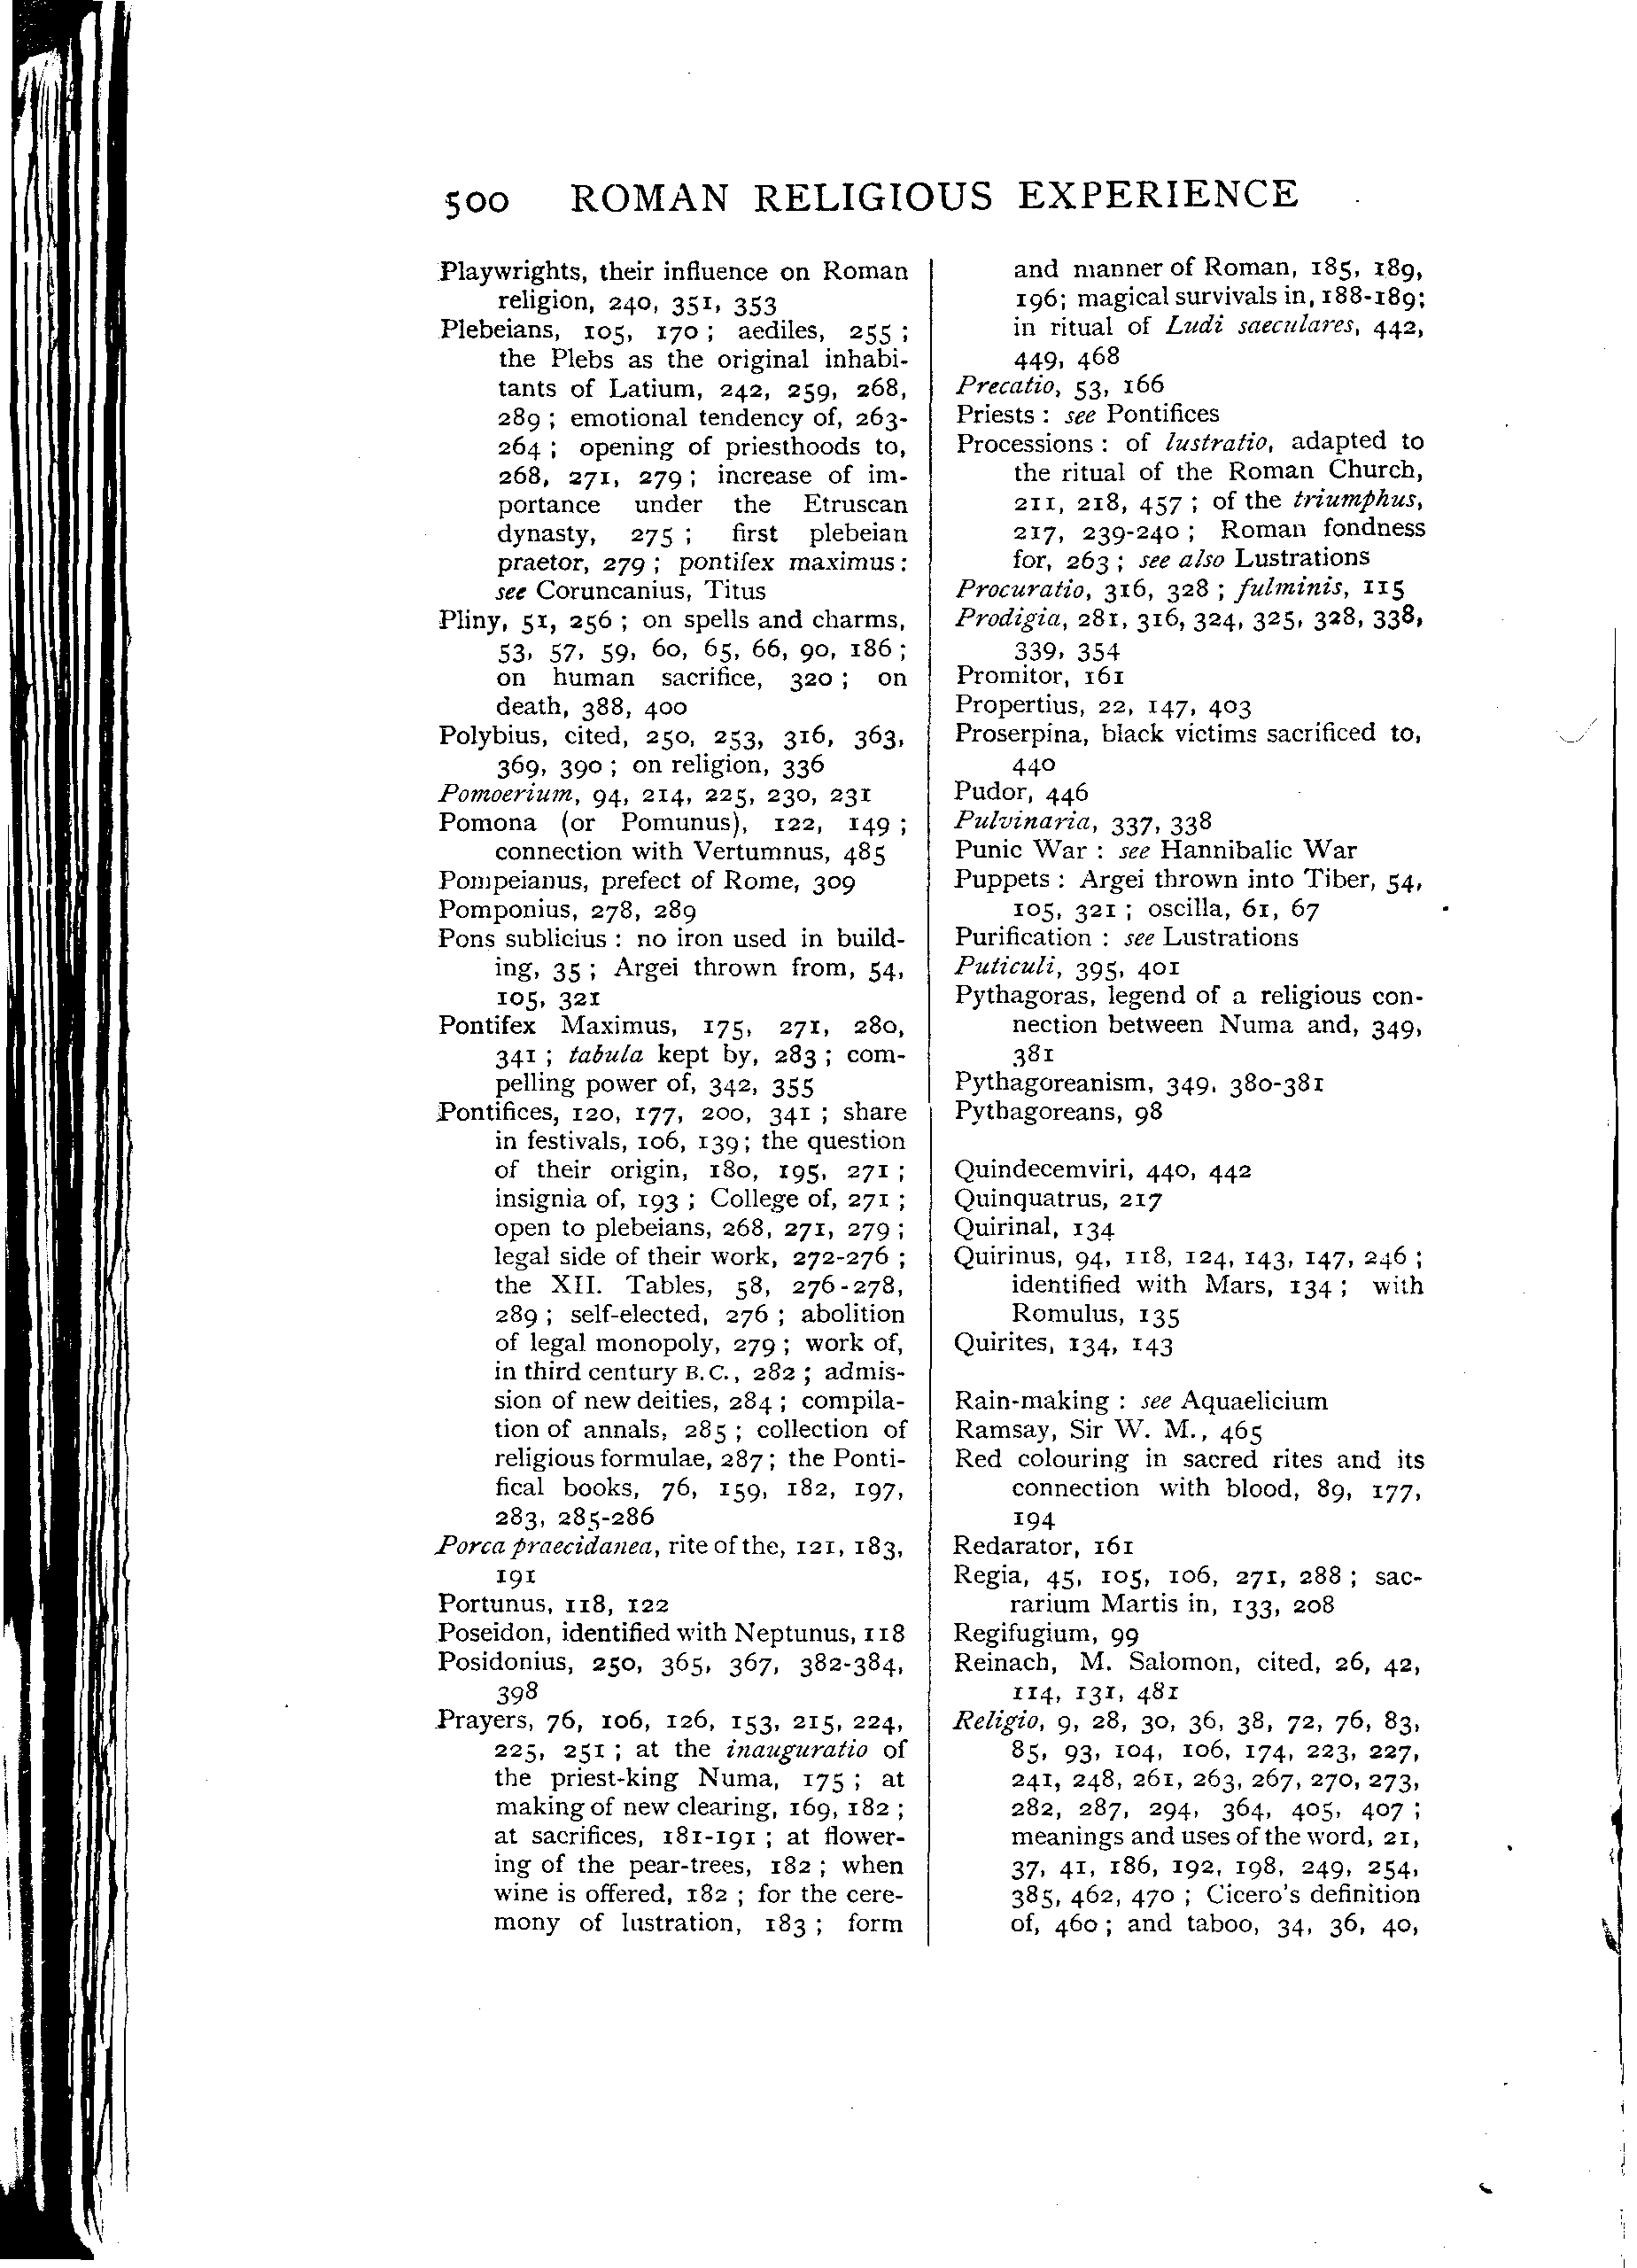 500 ROMAN RELIGIOUS EXPERIENCE
Playwrights, their influence on Roman
religion, 240, 351, 353
Plebeians, 105, 170 ; aediles, 255 ;
the Plebs as the original inhabi-
tants of Latium, 242, 259, 268,
289 ; emotional tendency of, 263-
264 ; opening of priesthoods to,
268, 271, 279 ; increase of im-
portance under the Etruscan
dynasty, 275 ; first plebeian
praetor, 279 ; pontifex maximus :
see Coruncanius, Titus
Pliny, 51, 256 ; on spells and charms,
53, 57, 59, 60, 65, 66, 90, 186 ;
on human sacrifice, 320 ; on
death, 388, 400
Polybius, cited, 250, 253, 316, 363,
369, 390 ; on religion, 336
Pomoerium, 94, 214, 225, 230, 231
Pomona (or Pomunus), 122, 149 ;
connection with Vertumnus, 485
Pompeianus, prefect of Rome, 309
Pomponius, 278, 289
Pons sublicius : no iron used in build-
ing, 35 ; Argei thrown from, 54,
105, 321
Pontifex Maximus, 175, 271, 280,
341 ; tabula kept by, 283 ; com-
pelling power of, 342, 355
Pontifices, 120, 177, 200, 341 ; share
in festivals, 106, 139 ; the question
of their origin, 180, 195, 271 ;
insignia of, 193 ; College of, 271 ;
open to plebeians, 268, 271, 279 ;
legal side of their work, 272-276 ;
the XII. Tables, 58, 276-278,
289 ; self-elected, 276 ; abolition
of legal monopoly, 279 ; work of,
in third century B.C., 282 ; admis-
sion of new deities, 284 ; compila-
tion of annals, 285 ; collection of
religious formulae, 287 ; the Ponti-
fical books, 76, 159, 182, 197,
283, 285-286
Porca praecidanea, rite of the, 121, 183,
191
Portunus, 118, 122
Poseidon, identified with Neptunus, 118
Posidonius, 250, 365, 367, 382-384,
398
Prayers, 76, 106, 126, 153, 215, 224,
225, 251 ; at the inauguratio of
the priest-king Numa, 175 ; at
making of new clearing, 169, 182 ;
at sacrifices, 181-191 ; at flower-
ing of the pear-trees, 182 ; when
wine is offered, 182 ; for the cere-
mony of lustration, 183 ; form
and manner of Roman, 185, 189,
196; magical survivals in, 188-189;
in ritual of Ludi saeculares, 442,
449, 468
Precatio, 53, 166
Priests : see Pontifices
Processions : of lustratio, adapted to
the ritual of the Roman Church,
211, 218, 457 ; of the triumphus,
217, 239-240 ; Roman fondness
for, 263 ; see also Lustrations
Procuratio, 316, 328 ; fulminis, 115
Prodigia, 281, 316, 324, 325, 328, 338,
339, 354
Promitor, 161
Propertius, 22, 147, 403
Proserpina, black victims sacrificed to,
440
Pudor, 446
Pulvinaria, 337, 338
Punic War : see Hannibalic War
Puppets : Argei thrown into Tiber, 54,
105, 321 ; oscilla, 61, 67
Purification : see Lustrations
Puticuli, 395, 401
Pythagoras, legend of a religious con-
nection between Numa and, 349,
381
Pythagoreanism, 349, 380-381
Pythagoreans, 98
Quindecemviri, 440, 442
Quinquatrus, 217
Quirinal, 134
Quirinus, 94, 118, 124, 143, 147, 246 ;
identified with Mars, 134 ; with
Romulus, 135
Quirites, 134, 143
Rain-making : see Aquaelicium
Ramsay, Sir W. M., 465
Red colouring in sacred rites and its
connection with blood, 89, 177,
194
Redarator, 161
Regia, 45, 105, 106, 271, 288 ; sac-
rarium Martis in, 133, 208
Regifugium, 99
Reinach, M. Salomon, cited, 26, 42,
114, 131, 481
Religio, 9, 28, 30, 36, 38, 72, 76, 83,
85, 93, 104, 106, 174, 223, 227,
241, 248, 261, 263, 267, 270, 273,
282, 287, 294, 364, 405, 407 ;
meanings and uses of the word, 21,
37, 41, 186, 192, 198, 249, 254,
385, 462, 470 ; Cicero's definition
of, 460 ; and taboo, 34, 36, 40,